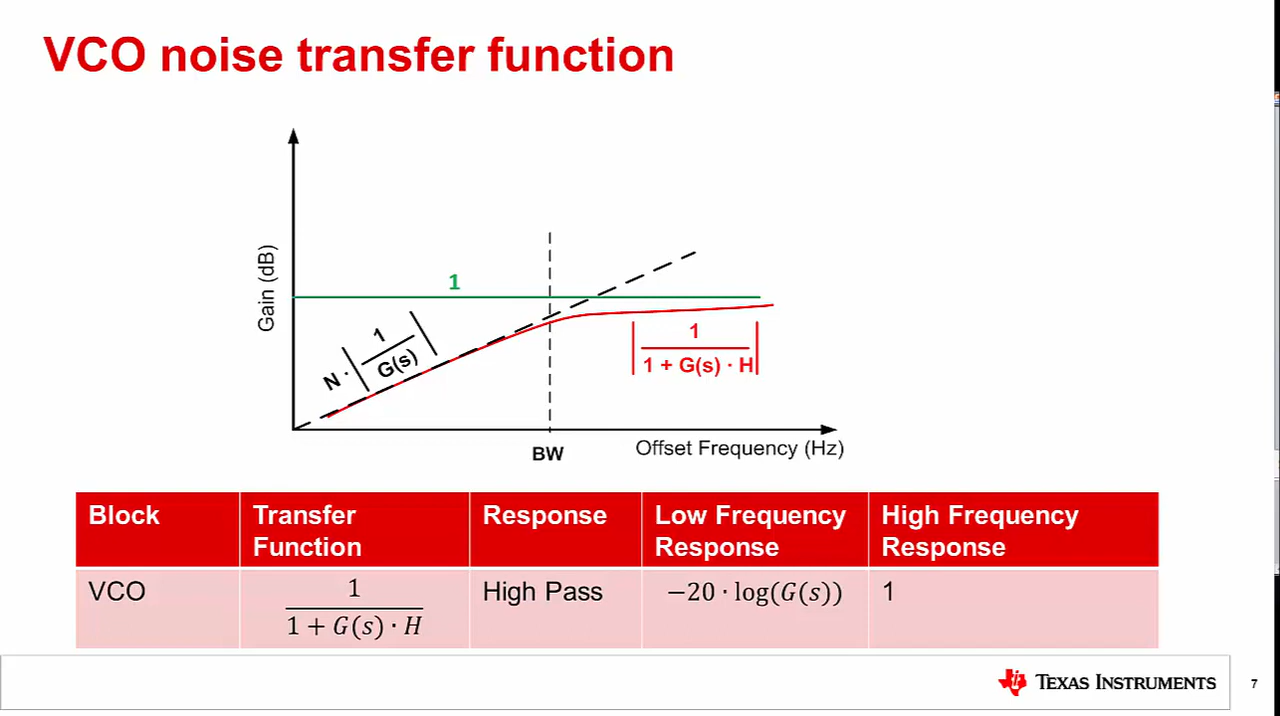 VCO noise transfer function
Gain (dB)
1
N · | 1 / G(s) |
| 1 / 1 + G(s) · H |
BW
Offset Frequency (Hz)
Block
Transfer
Function
Response
Low Frequency
Response
High Frequency
Response
VCO
1
1 + G(s) · H
High Pass
−20 · log(G(s))
1
TEXAS INSTRUMENTS
7